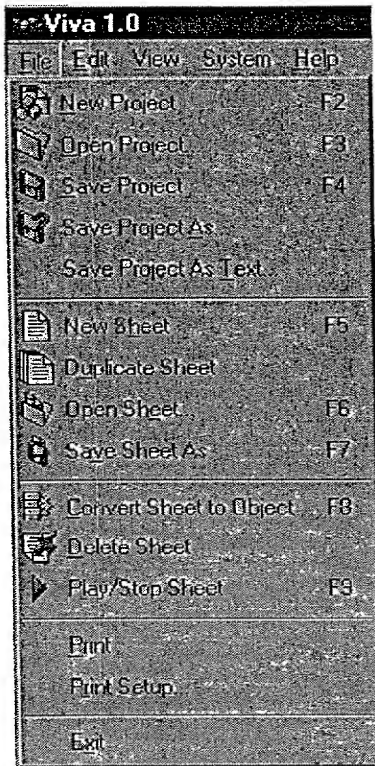 Viva 1.0
File Edit View System Help
New Project F2
Open Project... F3
Save Project F4
Save Project As...
Save Project As Text...
New Sheet F5
Duplicate Sheet
Open Sheet... F6
Save Sheet As... F7
Convert Sheet to Object... F8
Delete Sheet
Play/Stop Sheet F9
Print
Print Setup...
Exit